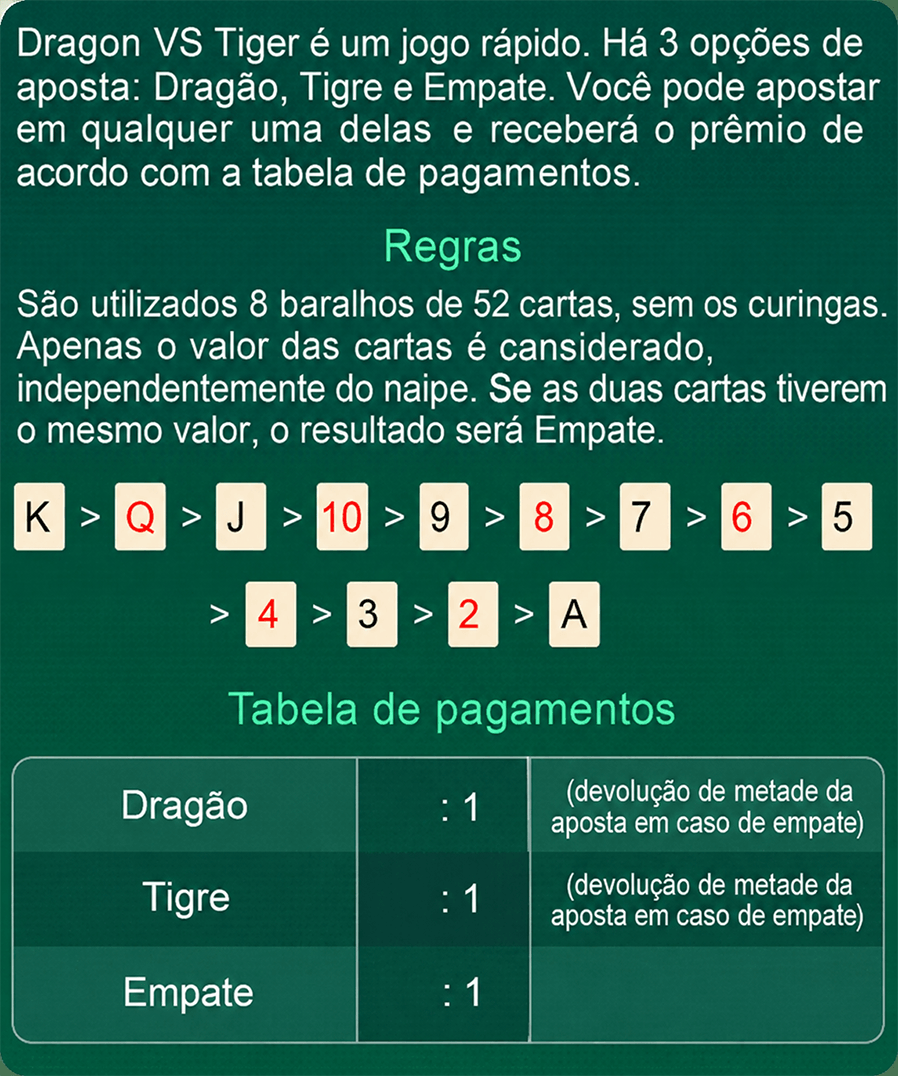 Dragon VS Tiger é um jogo rápido. Há 3 opções de
aposta: Dragão, Tigre e Empate. Você pode apostar
em qualquer uma delas e receberá o prêmio de
acordo com a tabela de pagamentos.
Regras
São utilizados 8 baralhos de 52 cartas, sem os curingas.
Apenas o valor das cartas é cansiderado,
independentemente do naipe. Se as duas cartas tiverem
o mesmo valor, o resultado será Empate.
K > Q > J > 10 > 9 > 8 > 7 > 6 > 5
> 4 > 3 > 2 > A
Tabela de pagamentos
Dragão : 1 (devolução de metade da
aposta em caso de empate)
Tigre : 1 (devolução de metade da
aposta em caso de empate)
Empate : 1